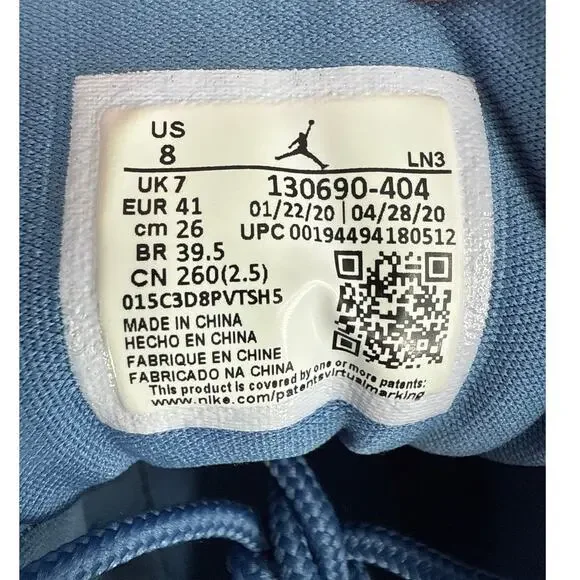 US
8
LN3
UK 7
130690-404
EUR 41
01/22/20 | 04/28/20
cm 26
UPC 00194494180512
BR 39.5
CN 260(2.5)
015C3D8PVTSH5
MADE IN CHINA
HECHO EN CHINA
FABRIQUE EN CHINE
FABRICADO NA CHINA
This product is covered by one or more patents:
www.nike.com/patentsvirtualmarking